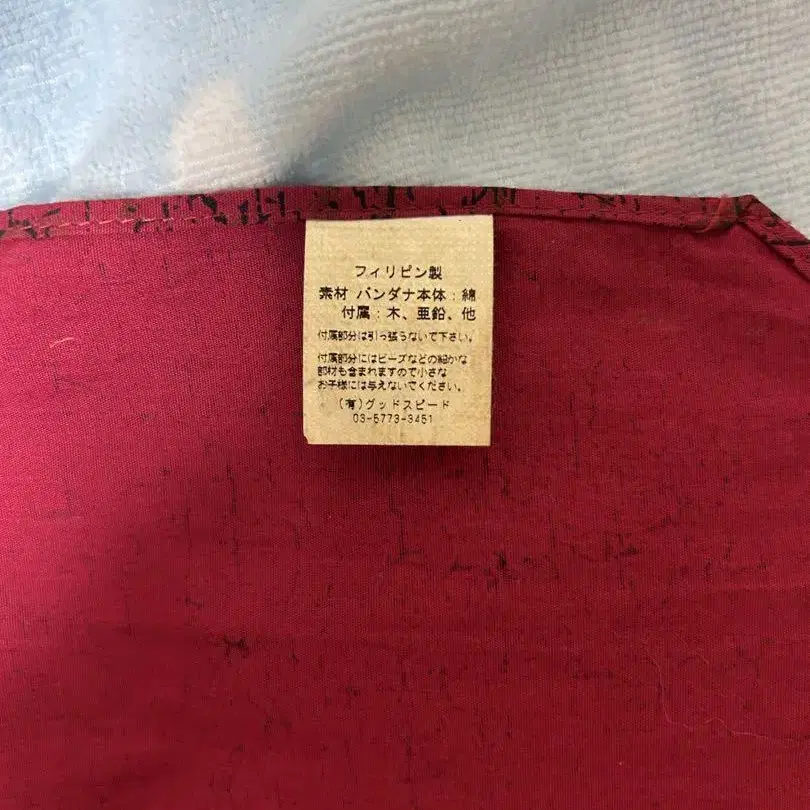 フィリピン製
素材 バンダナ本体：綿
付属：木、亜鉛、他
付属部分は引っ張らないで下さい。
付属部分にはビーズなどの細かな
部材も含まれますので小さな
お子様には与えないでください。
(有)グッドスピード
03-5773-3451